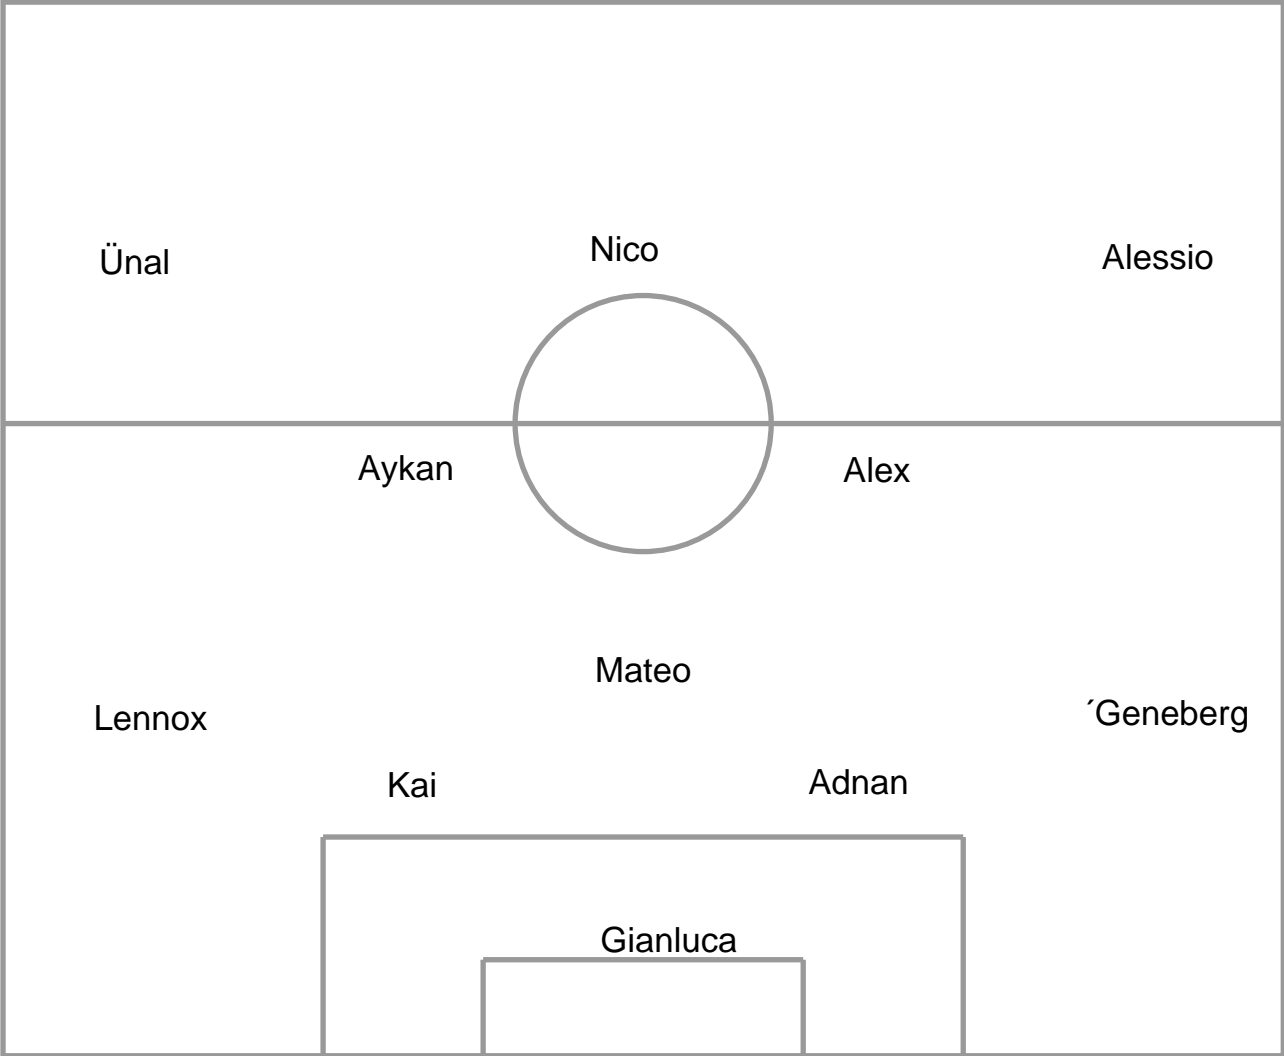 Ünal
Nico
Alessio
Aykan
Alex
Mateo
Lennox
´Geneberg
Kai
Adnan
Gianluca